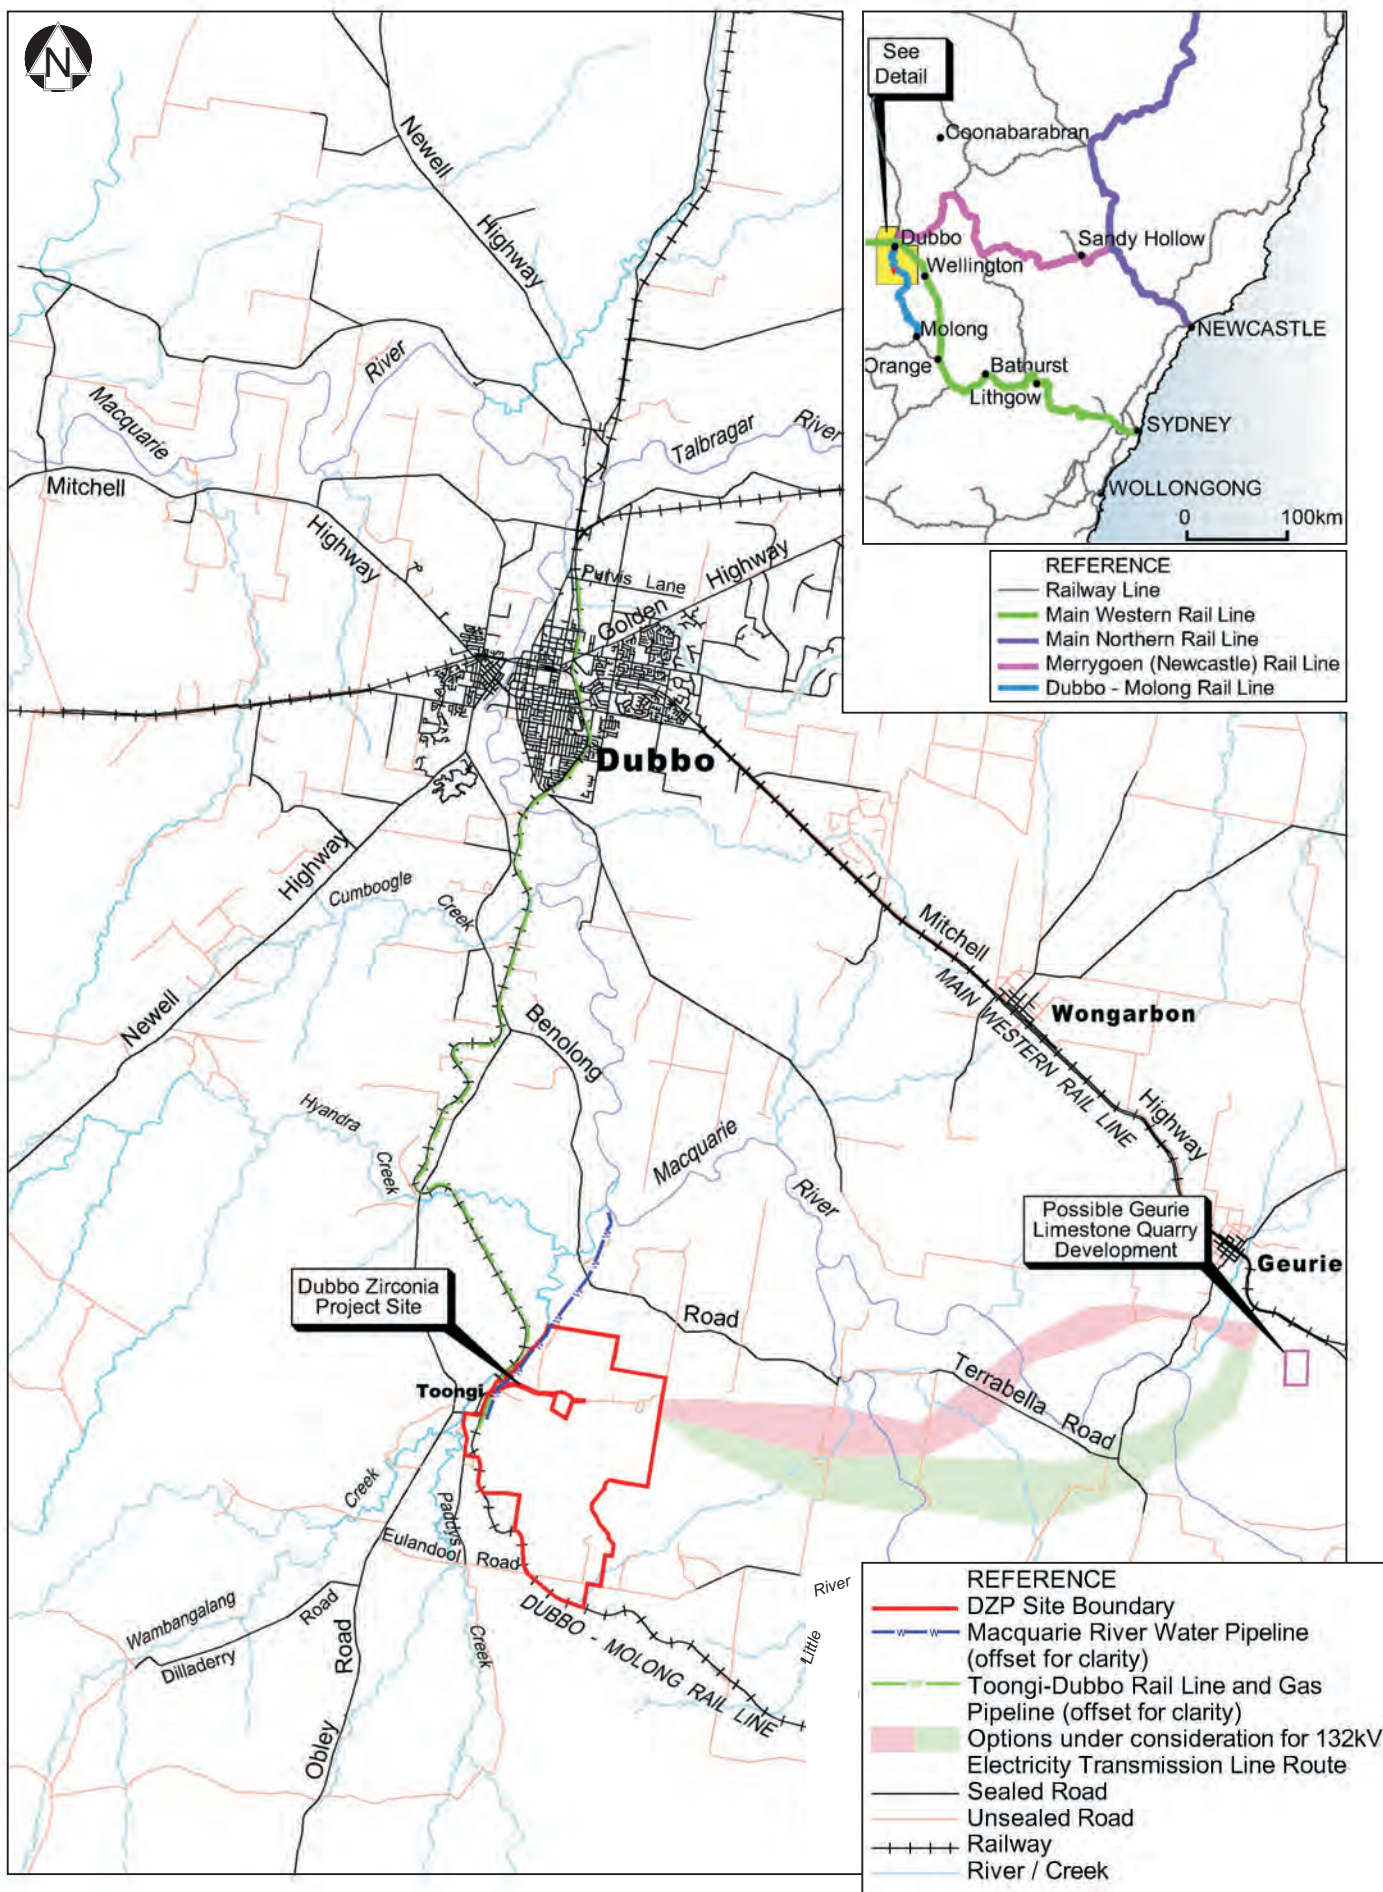 N
Newell
Highway
See
Detail
Coonabarabran
Dubbo
Sandy Hollow
Wellington
NEWCASTLE
Molong
Orange
Bathurst
Lithgow
SYDNEY
WOLLONGONG
0 100km
REFERENCE
Railway Line
Main Western Rail Line
Main Northern Rail Line
Merrygoen (Newcastle) Rail Line
Dubbo - Molong Rail Line
River
Macquarie
Talbragar River
Mitchell
Highway
Purvis Lane
Golden Highway
Dubbo
Highway
Cumboogle
Creek
Newell
Mitchell
MAIN WESTERN RAIL LINE
Wongarbon
Benolong
Hyandra
Creek
Highway
Macquarie
River
Possible Geurie
Limestone Quarry
Development
Geurie
Dubbo Zirconia
Project Site
Road
Toongi
Terrabella Road
Creek
Paddys
Eulandool Road
River
Little
Wambangalang
Road
Dilladerry
Creek
DUBBO - MOLONG RAIL LINE
Road
Obley
REFERENCE
DZP Site Boundary
W W Macquarie River Water Pipeline
(offset for clarity)
Toongi-Dubbo Rail Line and Gas
Pipeline (offset for clarity)
Options under consideration for 132kV
Electricity Transmission Line Route
Sealed Road
Unsealed Road
Railway
River / Creek